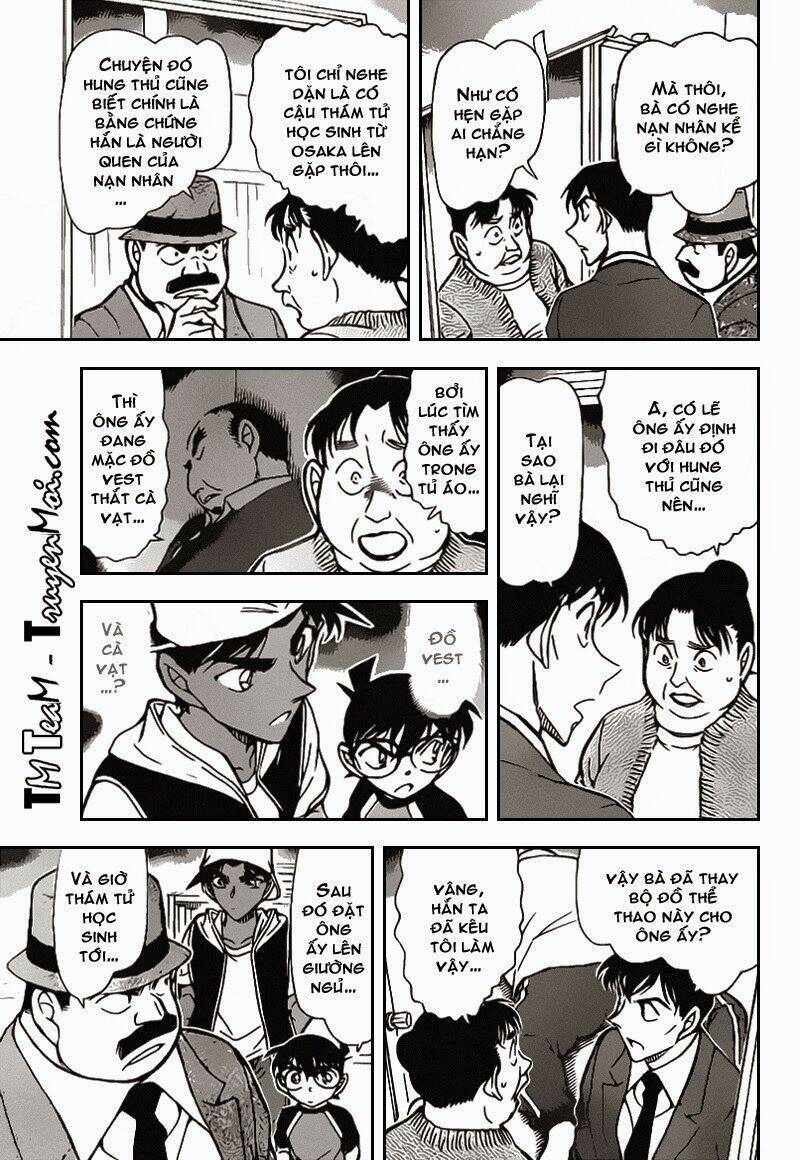 MÀ THÔI,
BÀ CÓ NGHE
NẠN NHÂN KỂ
GÌ KHÔNG?
NHƯ CÓ
HẸN GẶP
AI CHẲNG
HẠN?
TÔI CHỈ NGHE
DẶN LÀ CÓ
CẬU THÁM TỬ
HỌC SINH TỪ
OSAKA LÊN
GẶP THÔI...
CHUYỆN ĐÓ
HUNG THỦ CŨNG
BIẾT CHÍNH LÀ
BẰNG CHỨNG
HẮN LÀ NGƯỜI
QUEN CỦA
NẠN NHÂN
...
A, CÓ LẼ
ÔNG ẤY ĐỊNH
ĐI ĐÂU ĐÓ
VỚI HUNG
THỦ CŨNG
NÊN...
TẠI
SAO
BÀ LẠI
NGHĨ
VẬY?
BỞI
LÚC TÌM
THẤY
ÔNG ẤY
TRONG
TỦ ÁO...
THÌ
ÔNG ẤY
ĐANG
MẶC ĐỒ
VEST
THẮT CÀ
VẠT...
ĐỒ
VEST
...
VÀ
CÀ
VẠT
...?
VẬY BÀ ĐÃ THAY
BỘ ĐỒ THỂ
THAO NÀY CHO
ÔNG ẤY?
VÂNG,
HẮN TA
ĐÃ KÊU
TÔI LÀM
VẬY...
SAU
ĐÓ ĐẶT
ÔNG
ẤY LÊN
GIƯỜNG
NGỦ...
VÀ GIỜ
THÁM TỬ
HỌC
SINH
TỚI...
TM TeaM - TruyenMoi.com